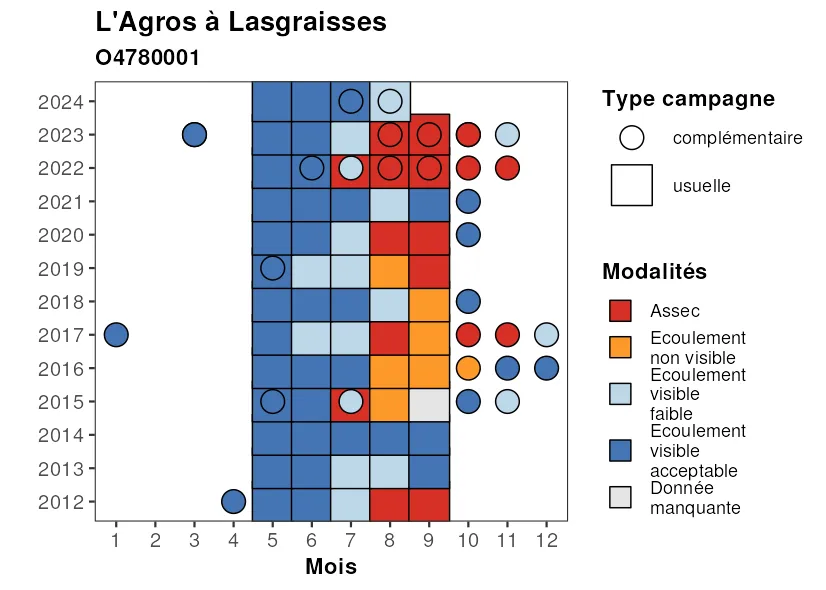 L'Agros à Lasgraisses
O4780001
2024
2023
2022
2021
2020
2019
2018
2017
2016
2015
2014
2013
2012
1 2 3 4 5 6 7 8 9 10 11 12
Mois
Type campagne
complémentaire
usuelle
Modalités
Assec
Ecoulement
non visible
Ecoulement
visible
faible
Ecoulement
visible
acceptable
Donnée
manquante